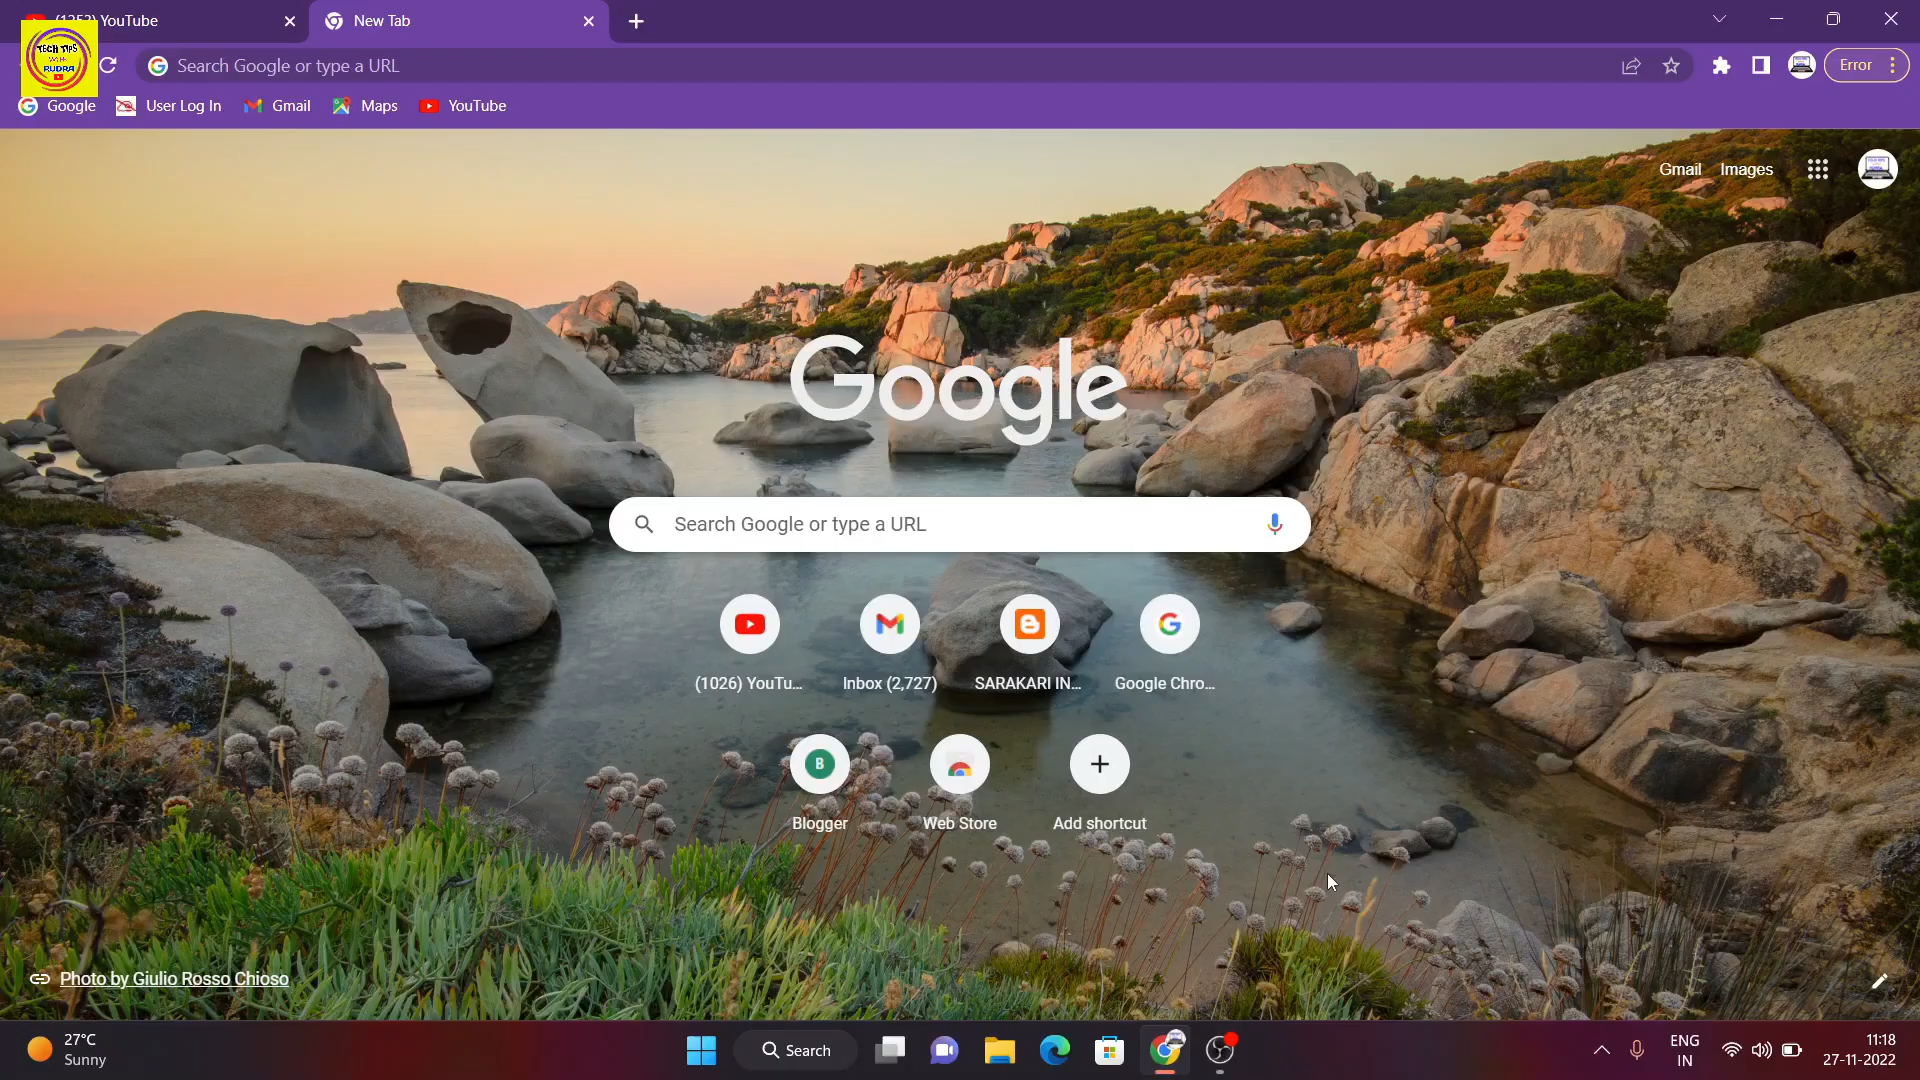 (1253) YouTube
New Tab
TECH TIPS
WITH
RUDRA
Search Google or type a URL
Error
Google
User Log In
Gmail
Maps
YouTube
Gmail
Images
Google
Search Google or type a URL
(1026) YouTu...
Inbox (2,727)
SARAKARI IN...
Google Chro...
B
Blogger
Web Store
Add shortcut
Photo by Giulio Rosso Chioso
27°C
Sunny
Search
ENG
IN
11:18
27-11-2022